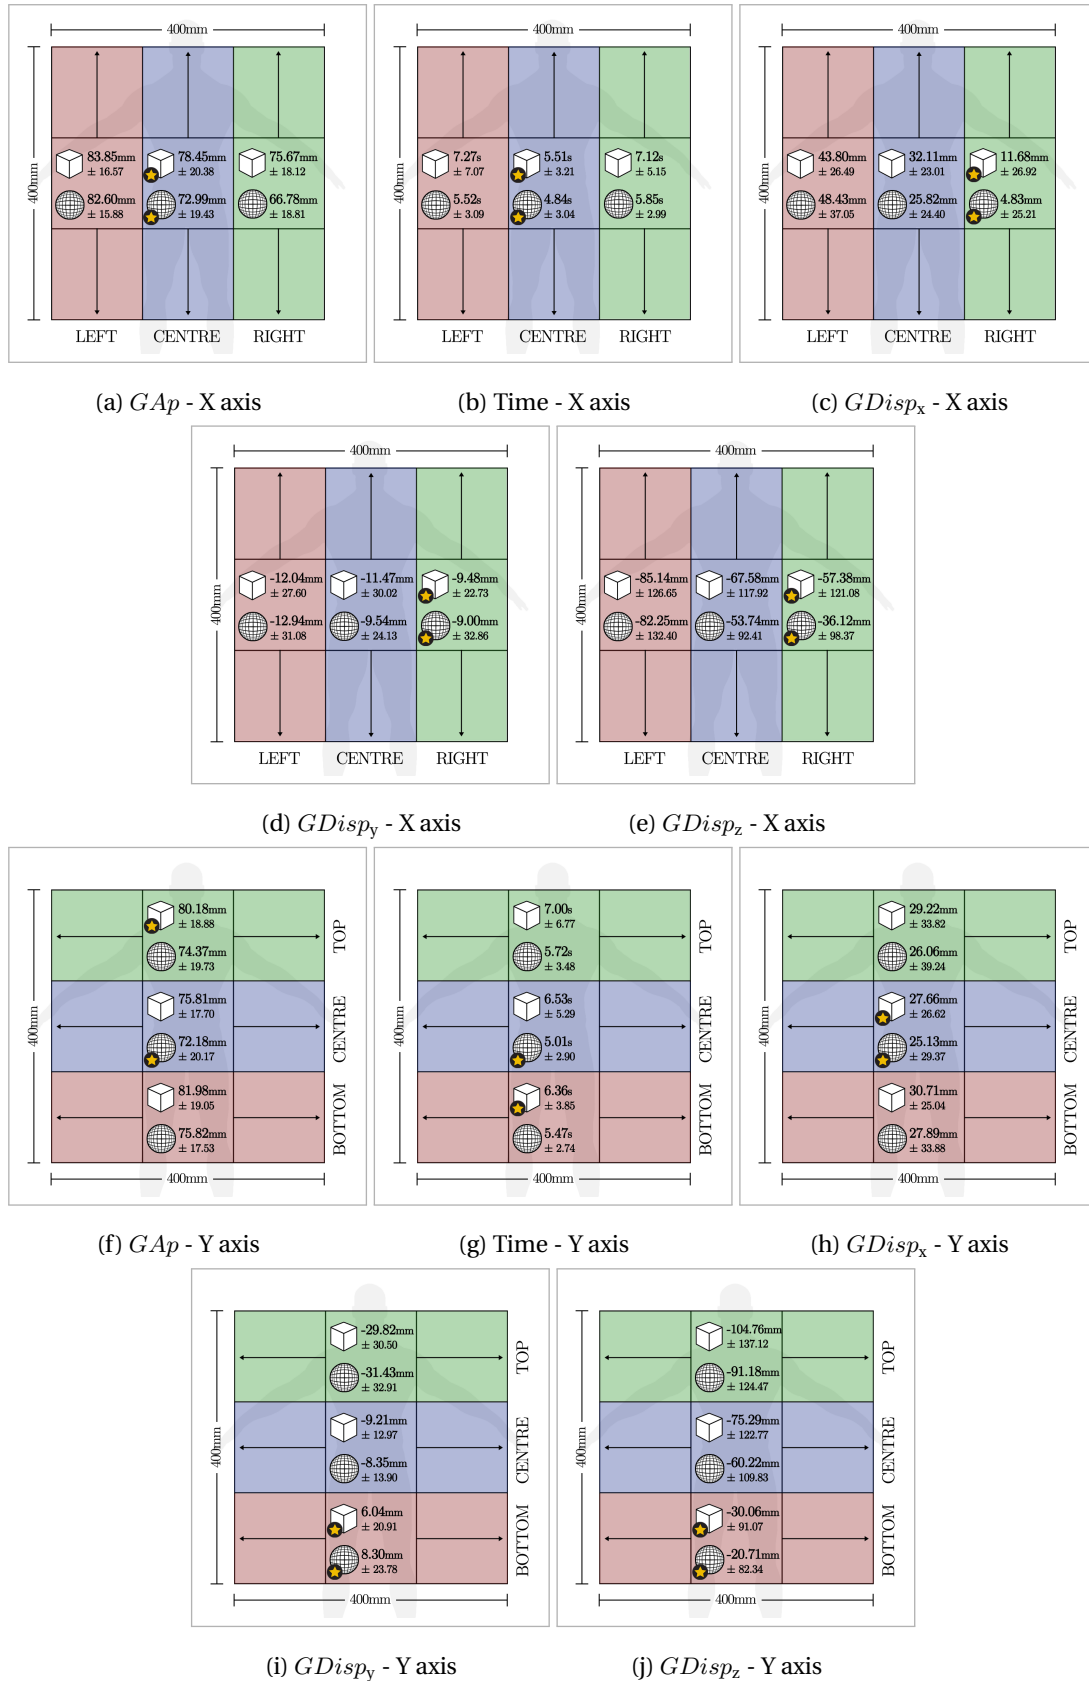 400mm 400mm 400mm
400mm 400mm 400mm
83.85mm 78.45mm 75.67mm 7.27s 5.51s 7.12s 43.80mm 32.11mm 11.68mm
± 16.57 ± 20.38 ± 18.12 ± 7.07 ± 3.21 ± 5.15 ± 26.49 ± 23.01 ± 26.92
82.60mm 72.99mm 66.78mm 5.52s 4.84s 5.85s 48.43mm 25.82mm 4.83mm
± 15.88 ± 19.43 ± 18.81 ± 3.09 ± 3.04 ± 2.99 ± 37.05 ± 24.40 ± 25.21
LEFT CENTRE RIGHT LEFT CENTRE RIGHT LEFT CENTRE RIGHT
(a) GAp - X axis (b) Time - X axis (c) GDispx - X axis
400mm 400mm
400mm 400mm
-12.04mm -11.47mm -9.48mm -85.14mm -67.58mm -57.38mm
± 27.60 ± 30.02 ± 22.73 ± 126.65 ± 117.92 ± 121.08
-12.94mm -9.54mm -9.00mm -82.25mm -53.74mm -36.12mm
± 31.08 ± 24.13 ± 32.86 ± 132.40 ± 92.41 ± 98.37
LEFT CENTRE RIGHT LEFT CENTRE RIGHT
(d) GDispy - X axis (e) GDispz - X axis
80.18mm 7.00s 29.22mm
± 18.88 ± 6.77 ± 33.82
TOP TOP TOP
74.37mm 5.72s 26.06mm
± 19.73 ± 3.48 ± 39.24
75.81mm 6.53s 27.66mm
± 17.70 ± 5.29 ± 26.62
400mm CENTRE 400mm CENTRE 400mm CENTRE
72.18mm 5.01s 25.13mm
± 20.17 ± 2.90 ± 29.37
81.98mm 6.36s 30.71mm
± 19.05 ± 3.85 ± 25.04
BOTTOM BOTTOM BOTTOM
75.82mm 5.47s 27.89mm
± 17.53 ± 2.74 ± 33.88
400mm 400mm 400mm
(f) GAp - Y axis (g) Time - Y axis (h) GDispx - Y axis
-29.82mm -104.76mm
± 30.50 ± 137.12
TOP TOP
-31.43mm -91.18mm
± 32.91 ± 124.47
-9.21mm -75.29mm
± 12.97 ± 122.77
400mm CENTRE 400mm CENTRE
-8.35mm -60.22mm
± 13.90 ± 109.83
6.04mm -30.06mm
± 20.91 ± 91.07
BOTTOM BOTTOM
8.30mm -20.71mm
± 23.78 ± 82.34
400mm 400mm
(i) GDispy - Y axis (j) GDispz - Y axis